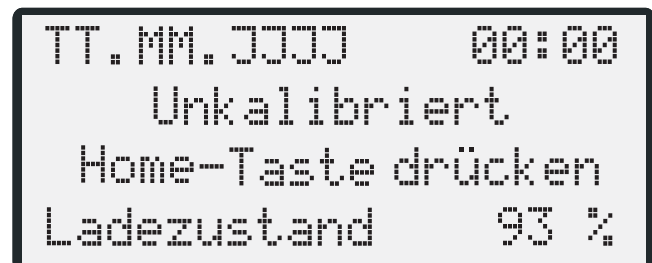 TT.MM.JJJJ 00:00
Unkalibriert
Home-Taste drücken
Ladezustand 93 %